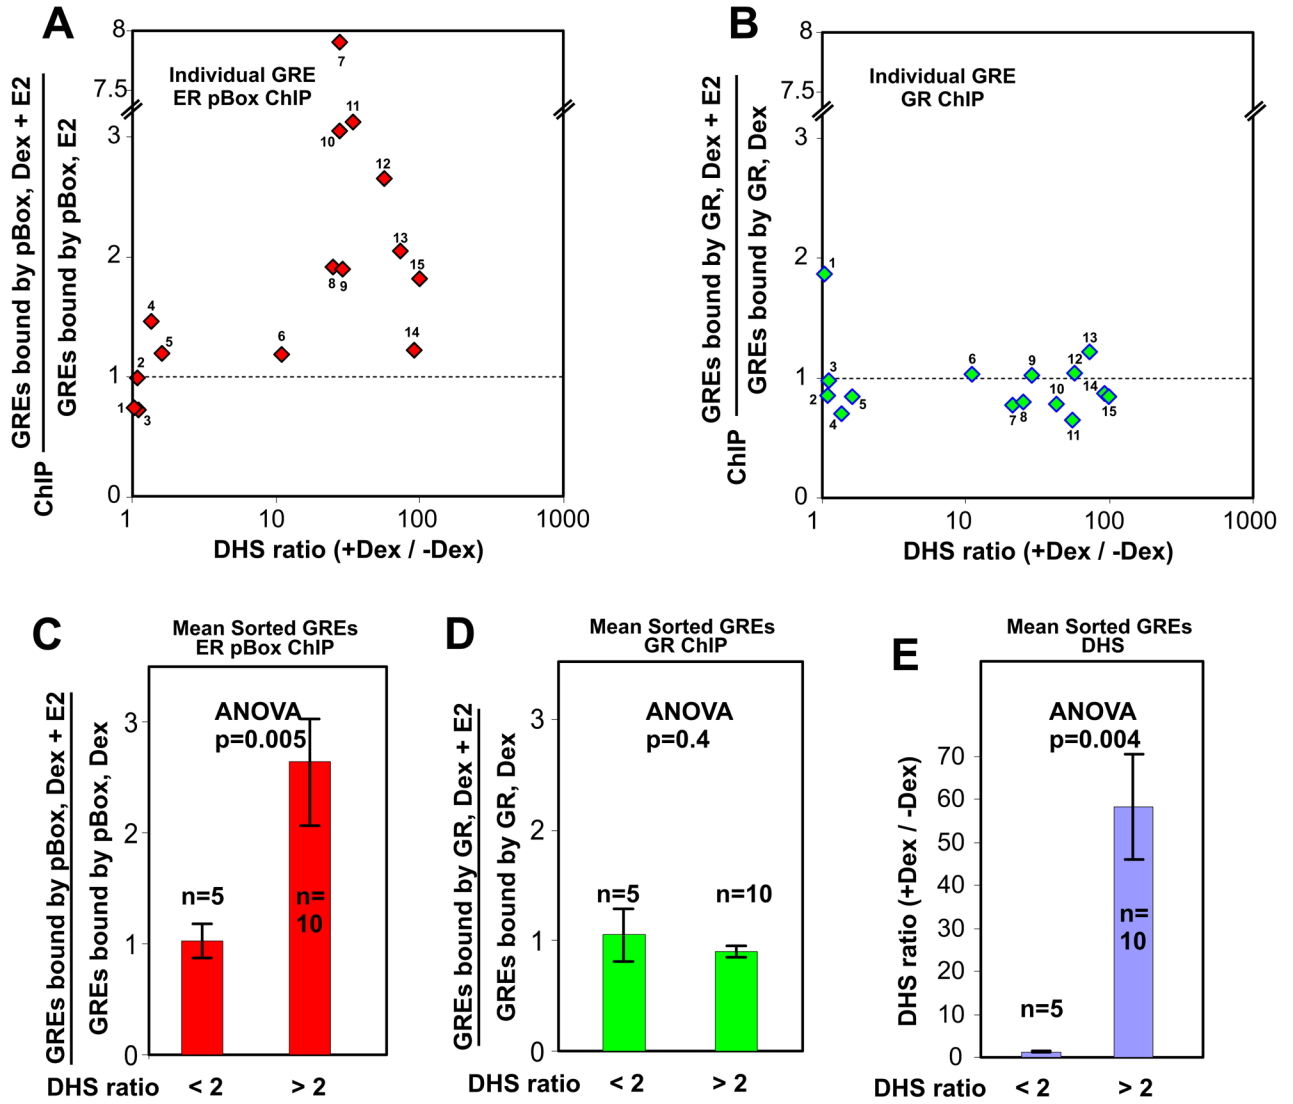 A
GREs bound by pBox, Dex + E2
GREs bound by pBox, E2
ChIP
8
7.5
3
2
1
0
Individual GRE
ER pBox ChIP
7
11
10
12
13
15
8
9
4
5
6
14
2
1
3
1
10
100
1000
DHS ratio (+Dex / -Dex)
B
GREs bound by GR, Dex + E2
GREs bound by GR, Dex
ChIP
8
7.5
3
2
1
0
Individual GRE
GR ChIP
1
13
3
6
9
12
2
10
14
4
5
7
8
11
15
1
10
100
1000
DHS ratio (+Dex / -Dex)
C
Mean Sorted GREs
ER pBox ChIP
GREs bound by pBox, Dex + E2
GREs bound by pBox, Dex
3
2
1
0
ANOVA
p=0.005
n=5
n=
10
DHS ratio < 2 > 2
D
Mean Sorted GREs
GR ChIP
GREs bound by GR, Dex + E2
GREs bound by GR, Dex
3
2
1
0
ANOVA
p=0.4
n=5
n=10
DHS ratio < 2 > 2
E
Mean Sorted GREs
DHS
DHS ratio (+Dex / -Dex)
70
60
50
40
30
20
10
0
ANOVA
p=0.004
n=5
n=
10
DHS ratio < 2 > 2